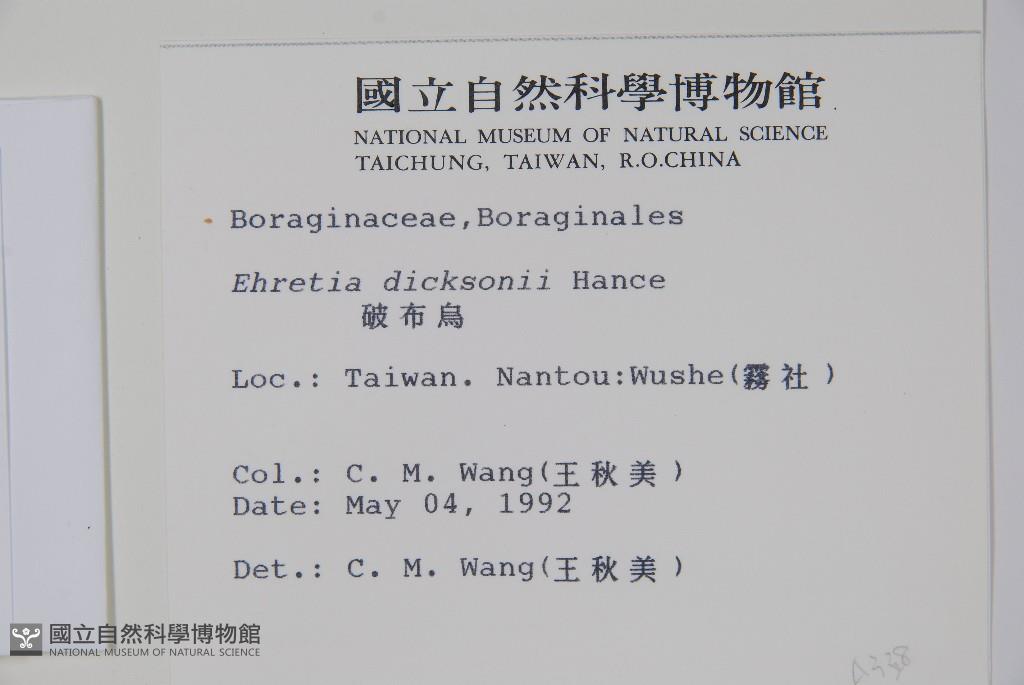 國立自然科學博物館
NATIONAL MUSEUM OF NATURAL SCIENCE
TAICHUNG, TAIWAN, R.O.CHINA
Boraginaceae,Boraginales
Ehretia dicksonii Hance
破布烏
Loc.: Taiwan. Nantou:Wushe(霧社)
Col.: C. M. Wang(王秋美)
Date: May 04, 1992
Det.: C. M. Wang(王秋美)
國立自然科學博物館
NATIONAL MUSEUM OF NATURAL SCIENCE